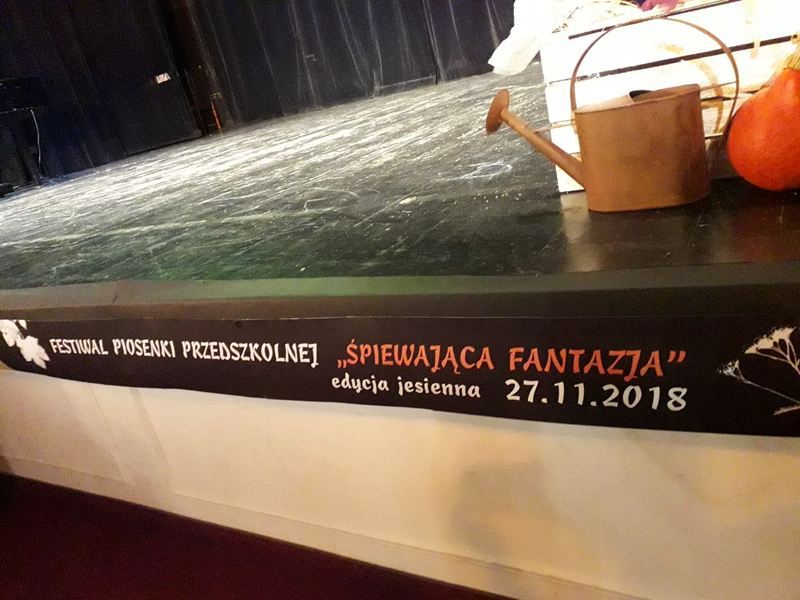 FESTIWAL PIOSENKI PRZEDSZKOLNEJ „ŚPIEWAJĄCA FANTAZJA”
edycja jesienna 27.11.2018